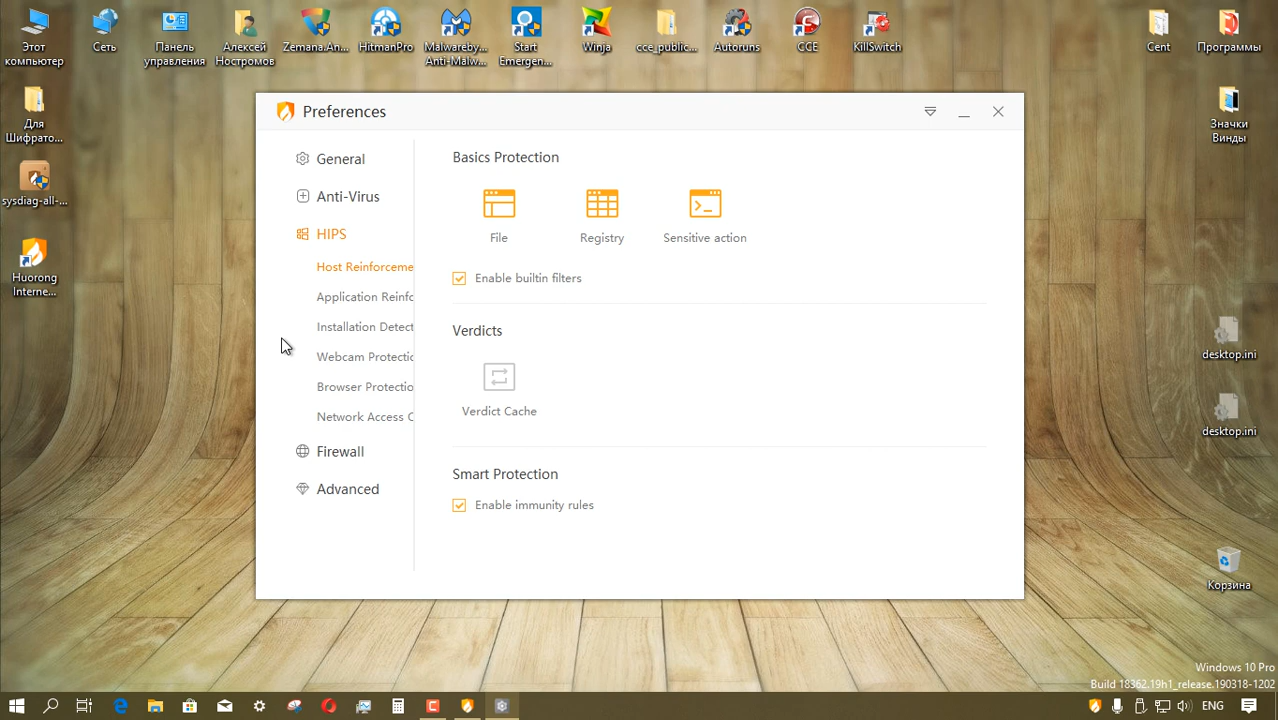 Этот
компьютер
Сеть
Панель
управления
Алексей
Ностромов
Zemana.An...
HitmanPro
Malwareby...
Anti-Malw...
Start
Emergen...
Winja
cce_public...
Autoruns
CCE
KillSwitch
Cent
Программы
Для
Шифрато...
Значки
Винды
sysdiag-all-...
Huorong
Interne...
desktop.ini
desktop.ini
Корзина
Preferences
General
Anti-Virus
HIPS
Host Reinforceme
Application Reinfo
Installation Detect
Webcam Protectio
Browser Protectio
Network Access C
Firewall
Advanced
Basics Protection
File
Registry
Sensitive action
Enable builtin filters
Verdicts
Verdict Cache
Smart Protection
Enable immunity rules
Windows 10 Pro
Build 18362.19h1_release.190318-1202
ENG